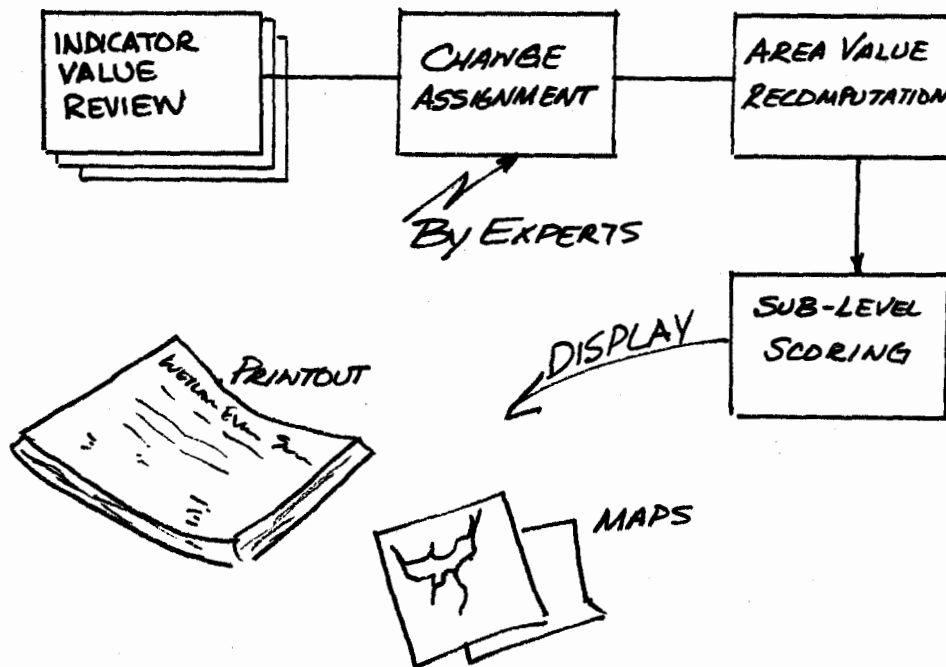 INDICATOR
VALUE
REVIEW
CHANGE
ASSIGNMENT
AREA VALUE
RECOMPUTATION
By EXPERTS
SUB-LEVEL
SCORING
DISPLAY
PRINTOUT
MAPS